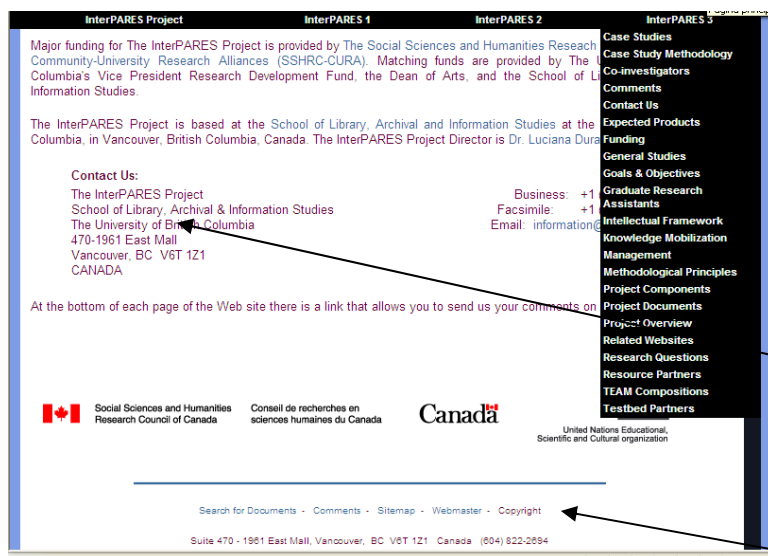 InterPARES Project InterPARES 1 InterPARES 2 InterPARES 3
Major funding for The InterPARES Project is provided by The Social Sciences and Humanities Reseach
Community-University Research Alliances (SSHRC-CURA). Matching funds are provided by The
Columbia's Vice President Research Development Fund, the Dean of Arts, and the School of
Information Studies.
The InterPARES Project is based at the School of Library, Archival and Information Studies at the
Columbia, in Vancouver, British Columbia, Canada. The InterPARES Project Director is Dr. Luciana
Contact Us:
The InterPARES Project
School of Library, Archival & Information Studies
The University of British Columbia
470-1961 East Mall
Vancouver, BC V6T 1Z1
CANADA
Business: +1
Facsimile: +1
Email: information@
At the bottom of each page of the Web site there is a link that allows you to send us your comments on
Case Studies
Case Study Methodology
Co-investigators
Comments
Contact Us
Expected Products
Funding
General Studies
Goals & Objectives
Graduate Research
Assistants
Intellectual Framework
Knowledge Mobilization
Management
Methodological Principles
Project Components
Project Documents
Project Overview
Related Websites
Research Questions
Resource Partners
TEAM Compositions
Testbed Partners
Social Sciences and Humanities
Research Council of Canada
Conseil de recherches en
sciences humaines du Canada
Canada
United Nations Educational,
Scientific and Cultural organization
Search for Documents - Comments - Sitemap - Webmaster - Copyright
Suite 470 - 1961 East Mall, Vancouver, BC V6T 1Z1 Canada (604) 822-2694